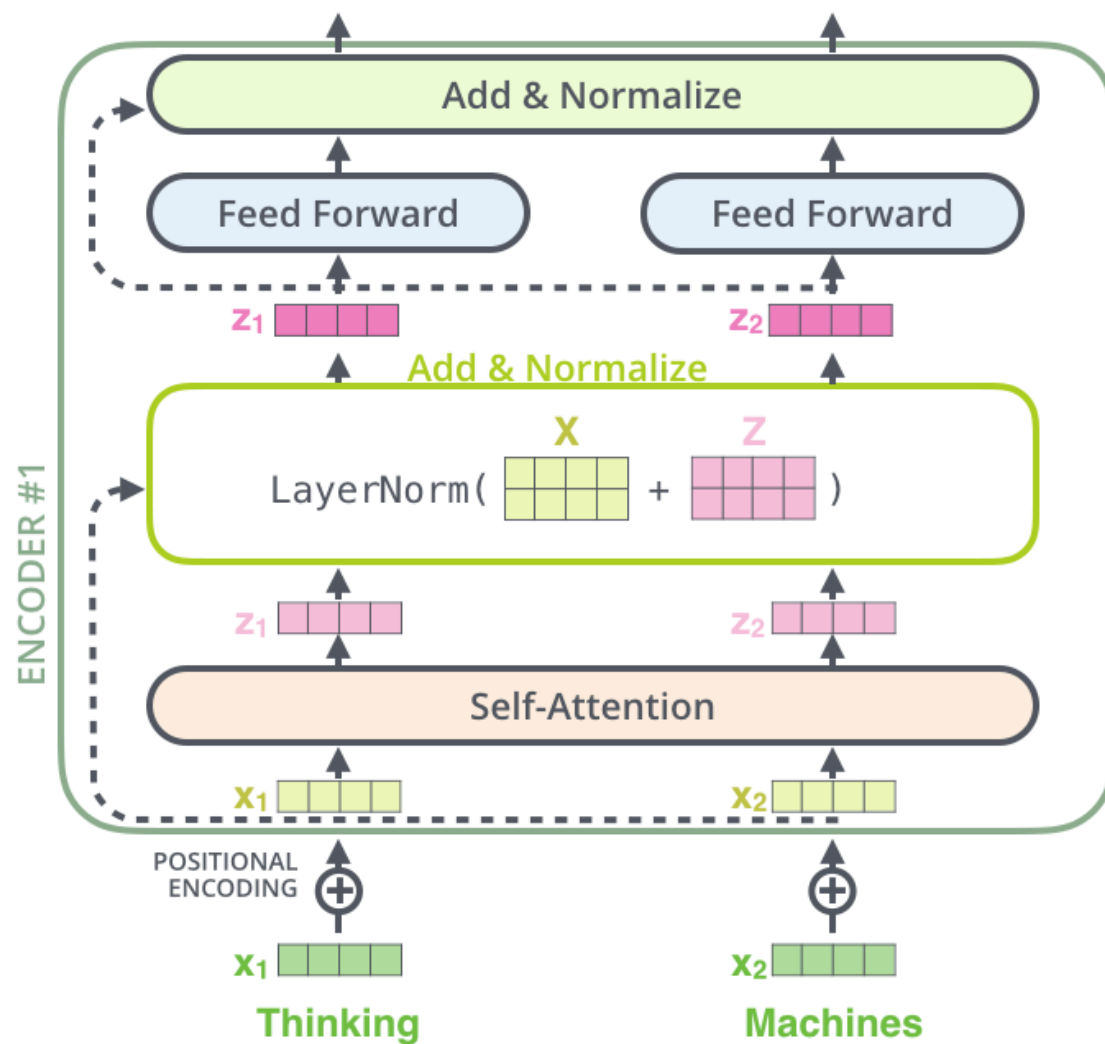 Add & Normalize
Feed Forward Feed Forward
z1 z2
Add & Normalize
X Z
LayerNorm( + )
ENCODER #1
z1 z2
Self-Attention
x1 x2
POSITIONAL
ENCODING
x1 x2
Thinking Machines